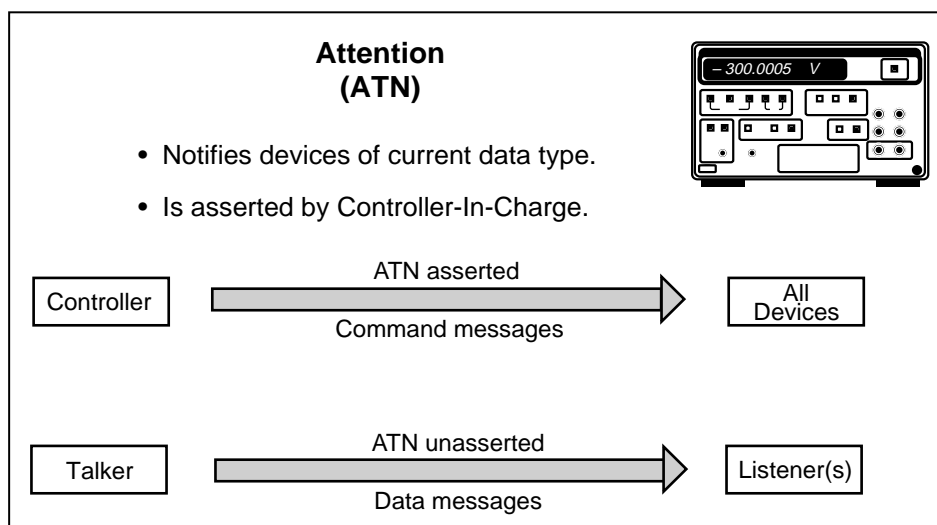 Attention
(ATN)
– 300.0005 V
• Notifies devices of current data type.
• Is asserted by Controller-In-Charge.
Controller
ATN asserted
Command messages
All
Devices
Talker
ATN unasserted
Data messages
Listener(s)